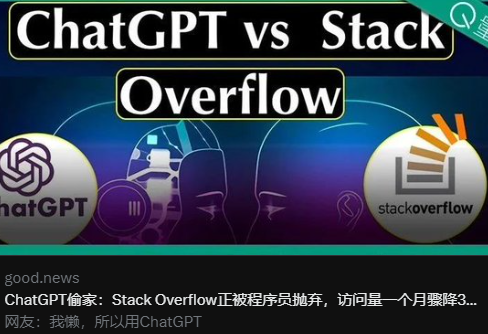 ChatGPT vs Stack
Overflow
hatGPT
stackoverflow
good.news
ChatGPT偷家：Stack Overflow正被程序员抛弃，访问量一个月骤降3...
网友：我懒，所以用ChatGPT